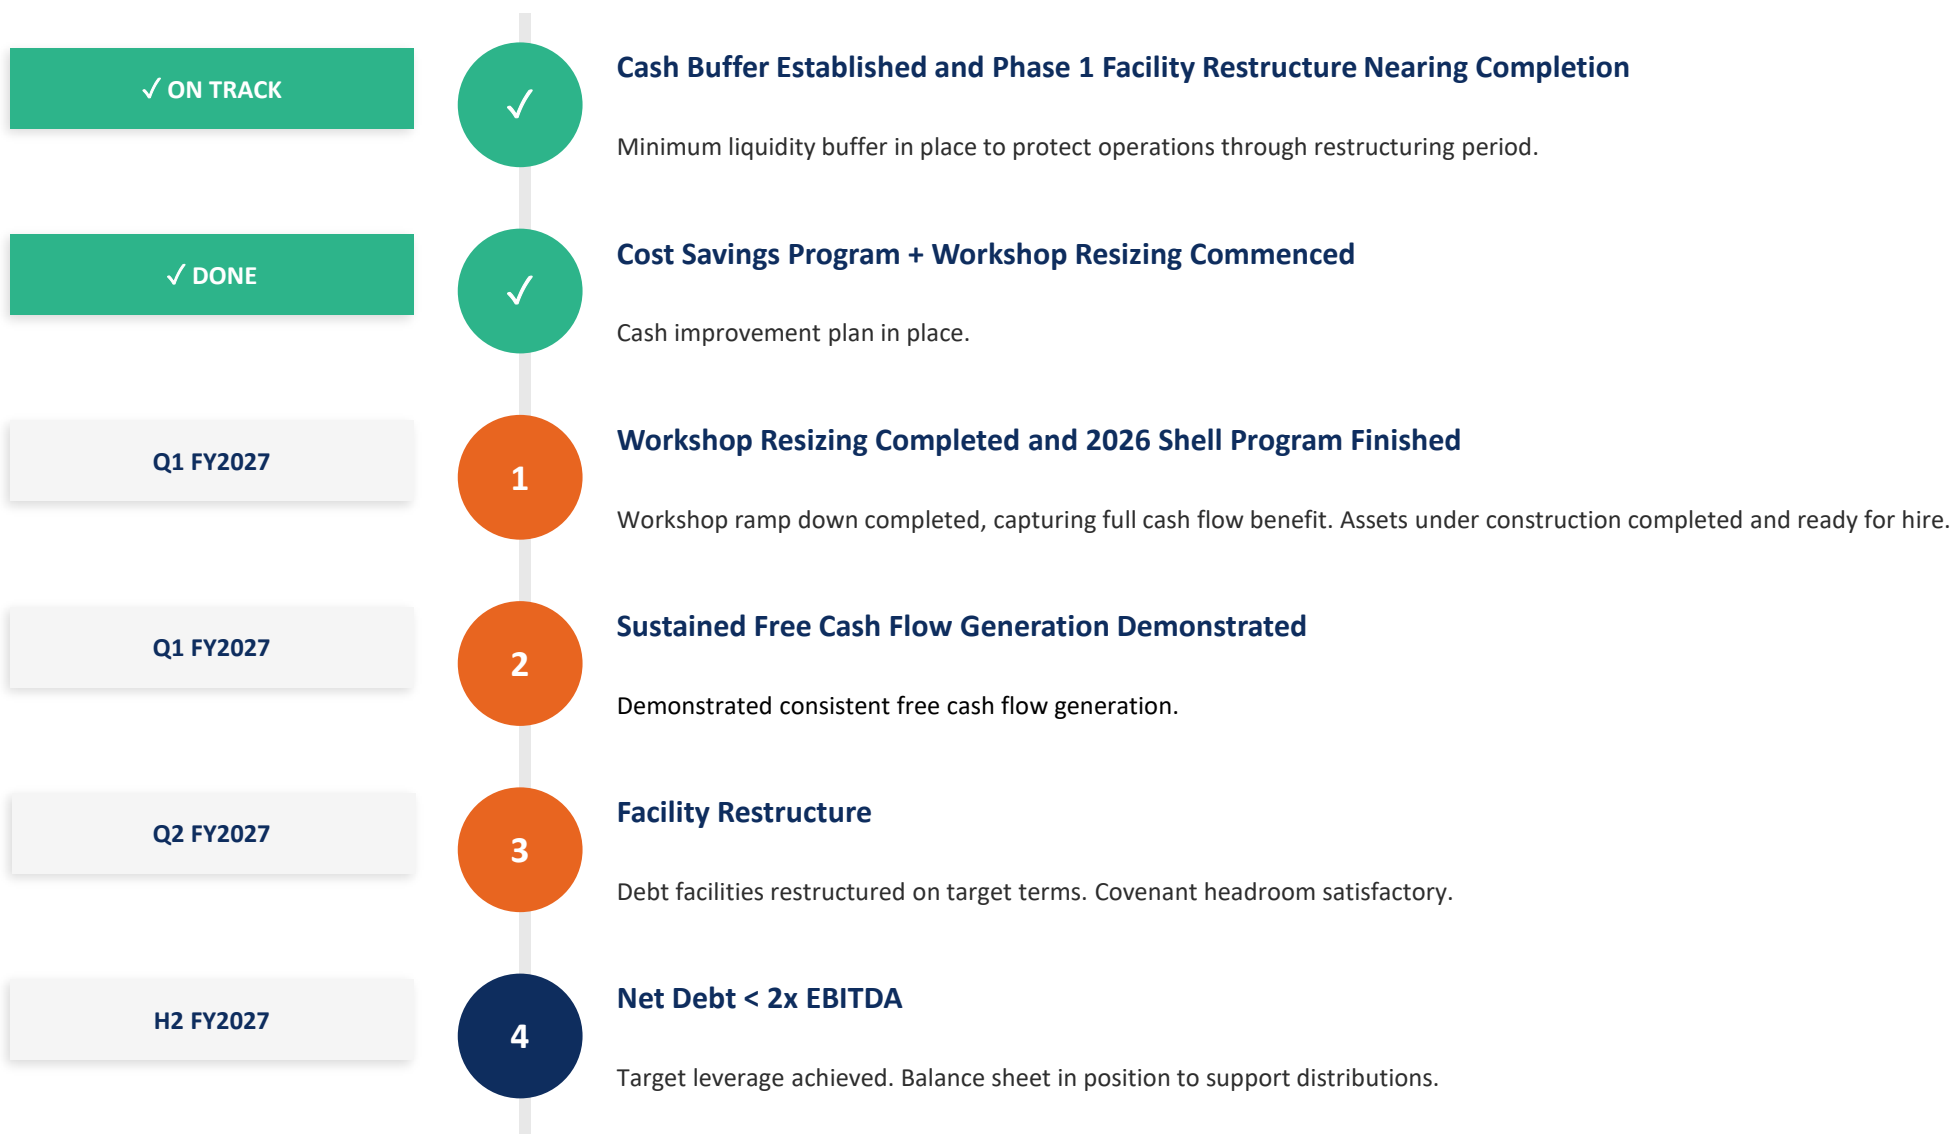 ✓ ON TRACK
✓
Cash Buffer Established and Phase 1 Facility Restructure Nearing Completion
Minimum liquidity buffer in place to protect operations through restructuring period.
✓ DONE
✓
Cost Savings Program + Workshop Resizing Commenced
Cash improvement plan in place.
Q1 FY2027
1
Workshop Resizing Completed and 2026 Shell Program Finished
Workshop ramp down completed, capturing full cash flow benefit. Assets under construction completed and ready for hire.
Q1 FY2027
2
Sustained Free Cash Flow Generation Demonstrated
Demonstrated consistent free cash flow generation.
Q2 FY2027
3
Facility Restructure
Debt facilities restructured on target terms. Covenant headroom satisfactory.
H2 FY2027
4
Net Debt < 2x EBITDA
Target leverage achieved. Balance sheet in position to support distributions.